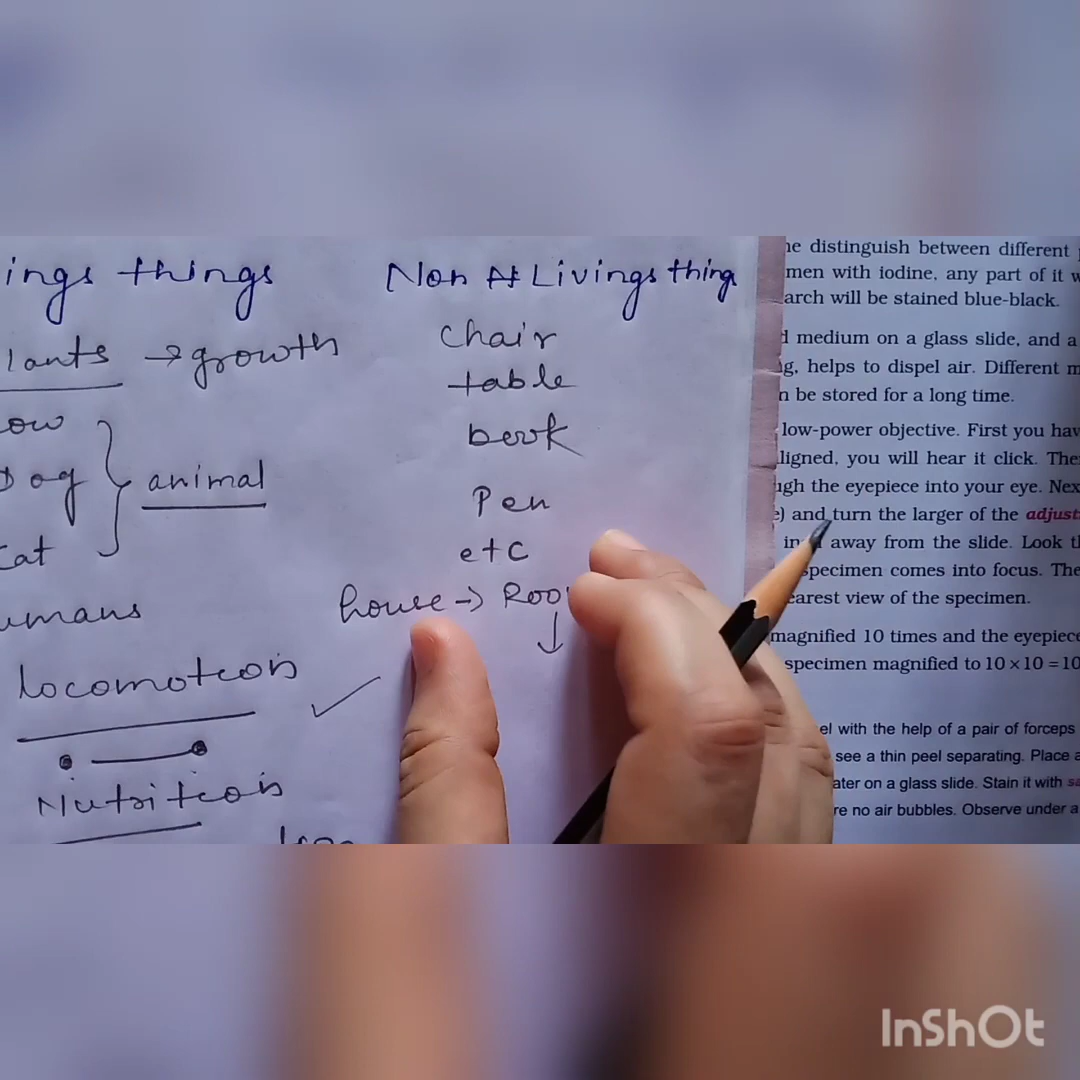 ings things
lants → growth
ow
Dog
cat
animal
umans
locomotion
Nutrition
Non Livings thing
chair
table
book
Pen
etc
house → Roo
he distinguish between different
men with iodine, any part of it w
arch will be stained blue-black.
d medium on a glass slide, and a
g, helps to dispel air. Different m
n be stored for a long time.
low-power objective. First you hav
ligned, you will hear it click. The
ugh the eyepiece into your eye. Nex
e) and turn the larger of the adjust
away from the slide. Look th
specimen comes into focus. The
earest view of the specimen.
magnified 10 times and the eyepiece
specimen magnified to 10 × 10 = 10
el with the help of a pair of forceps
see a thin peel separating. Place a
ater on a glass slide. Stain it with sa
re no air bubbles. Observe under a
InShOt